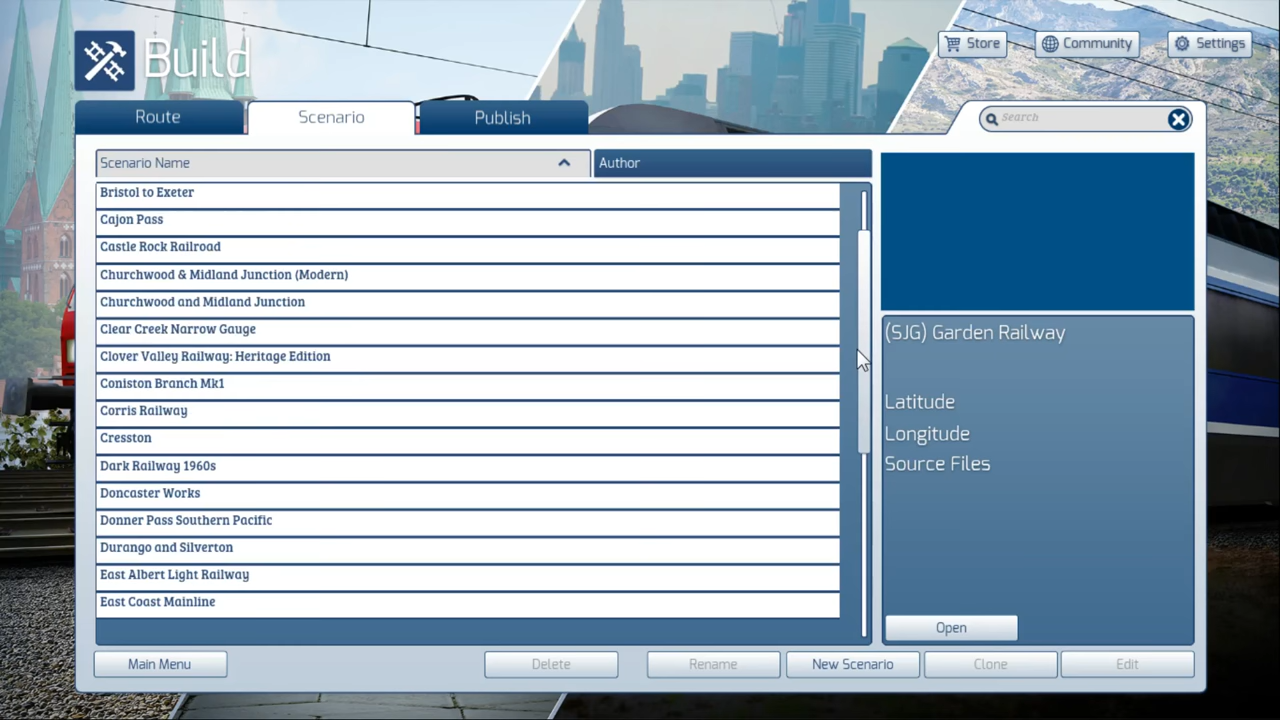 Build
Store
Community
Settings
Route
Scenario
Publish
Search
Scenario Name
Author
Bristol to Exeter
Cajon Pass
Castle Rock Railroad
Churchwood & Midland Junction (Modern)
Churchwood and Midland Junction
Clear Creek Narrow Gauge
Clover Valley Railway: Heritage Edition
Coniston Branch Mk1
Corris Railway
Cresston
Dark Railway 1960s
Doncaster Works
Donner Pass Southern Pacific
Durango and Silverton
East Albert Light Railway
East Coast Mainline
(SJG) Garden Railway
Latitude
Longitude
Source Files
Open
Main Menu
Delete
Rename
New Scenario
Clone
Edit